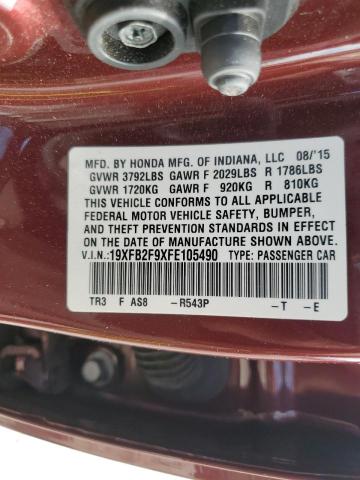 MFD. BY HONDA MFG. OF INDIANA, LLC 08/'15
GVWR 3792LBS GAWR F 2029LBS R 1786LBS
GVWR 1720KG GAWR F 920KG R 810KG
THIS VEHICLE CONFORMS TO ALL APPLICABLE
FEDERAL MOTOR VEHICLE SAFETY, BUMPER,
AND THEFT PREVENTION STANDARDS IN EFFECT
ON THE DATE OF MANUFACTURE SHOWN ABOVE.
V.I.N.:19XFB2F9XFE105490 TYPE: PASSENGER CAR
TR3 F AS8 -R543P -T -E